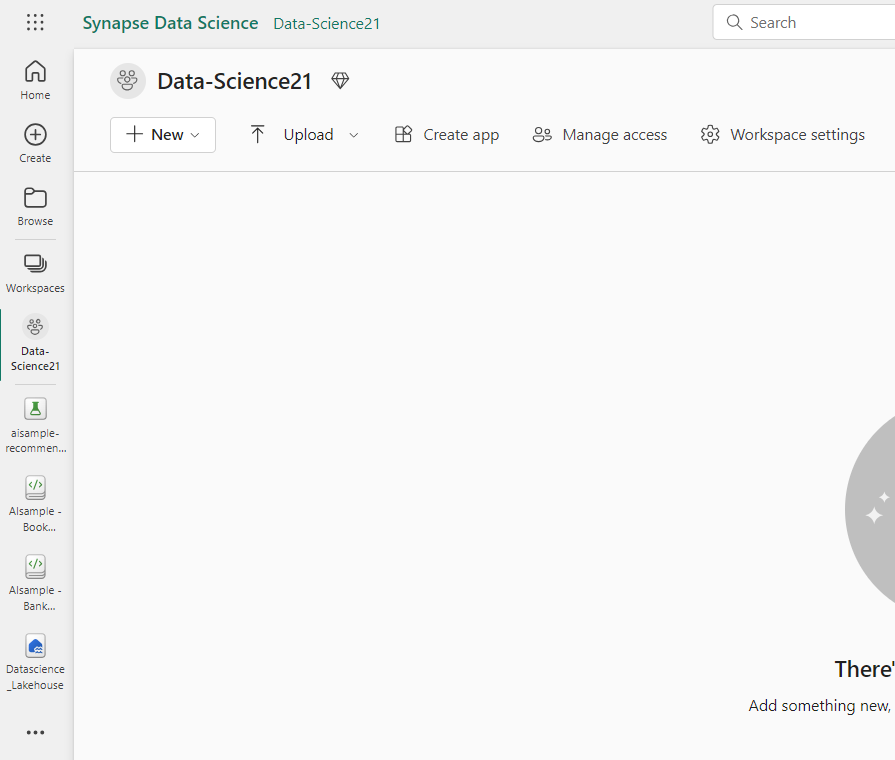 Synapse Data Science Data-Science21
Search
Home
Create
Browse
Workspaces
Data-
Science21
aisample-
recommen...
AIsample -
Book...
AIsample -
Bank...
Datascience
_Lakehouse
Data-Science21
New
Upload
Create app
Manage access
Workspace settings
There'
Add something new,